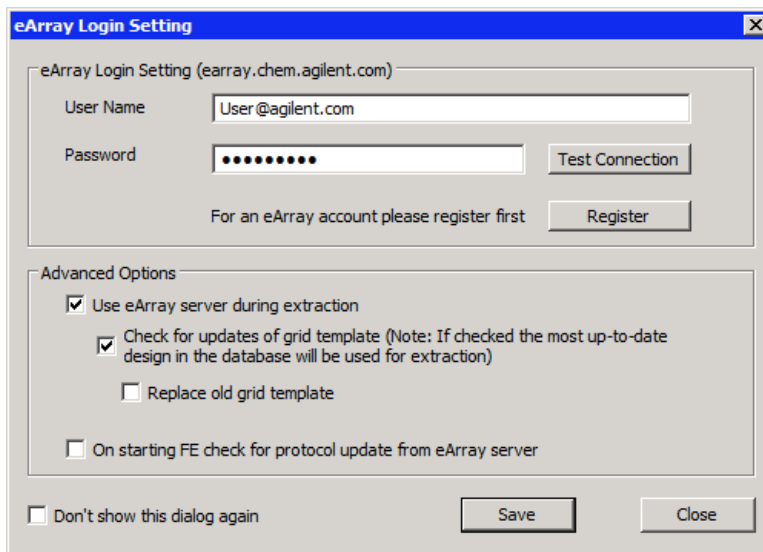 eArray Login Setting
eArray Login Setting (earray.chem.agilent.com)
User Name
User@agilent.com
Password
•••••••••
Test Connection
For an eArray account please register first
Register
Advanced Options
Use eArray server during extraction
Check for updates of grid template (Note: If checked the most up-to-date
design in the database will be used for extraction)
Replace old grid template
On starting FE check for protocol update from eArray server
Don't show this dialog again
Save
Close